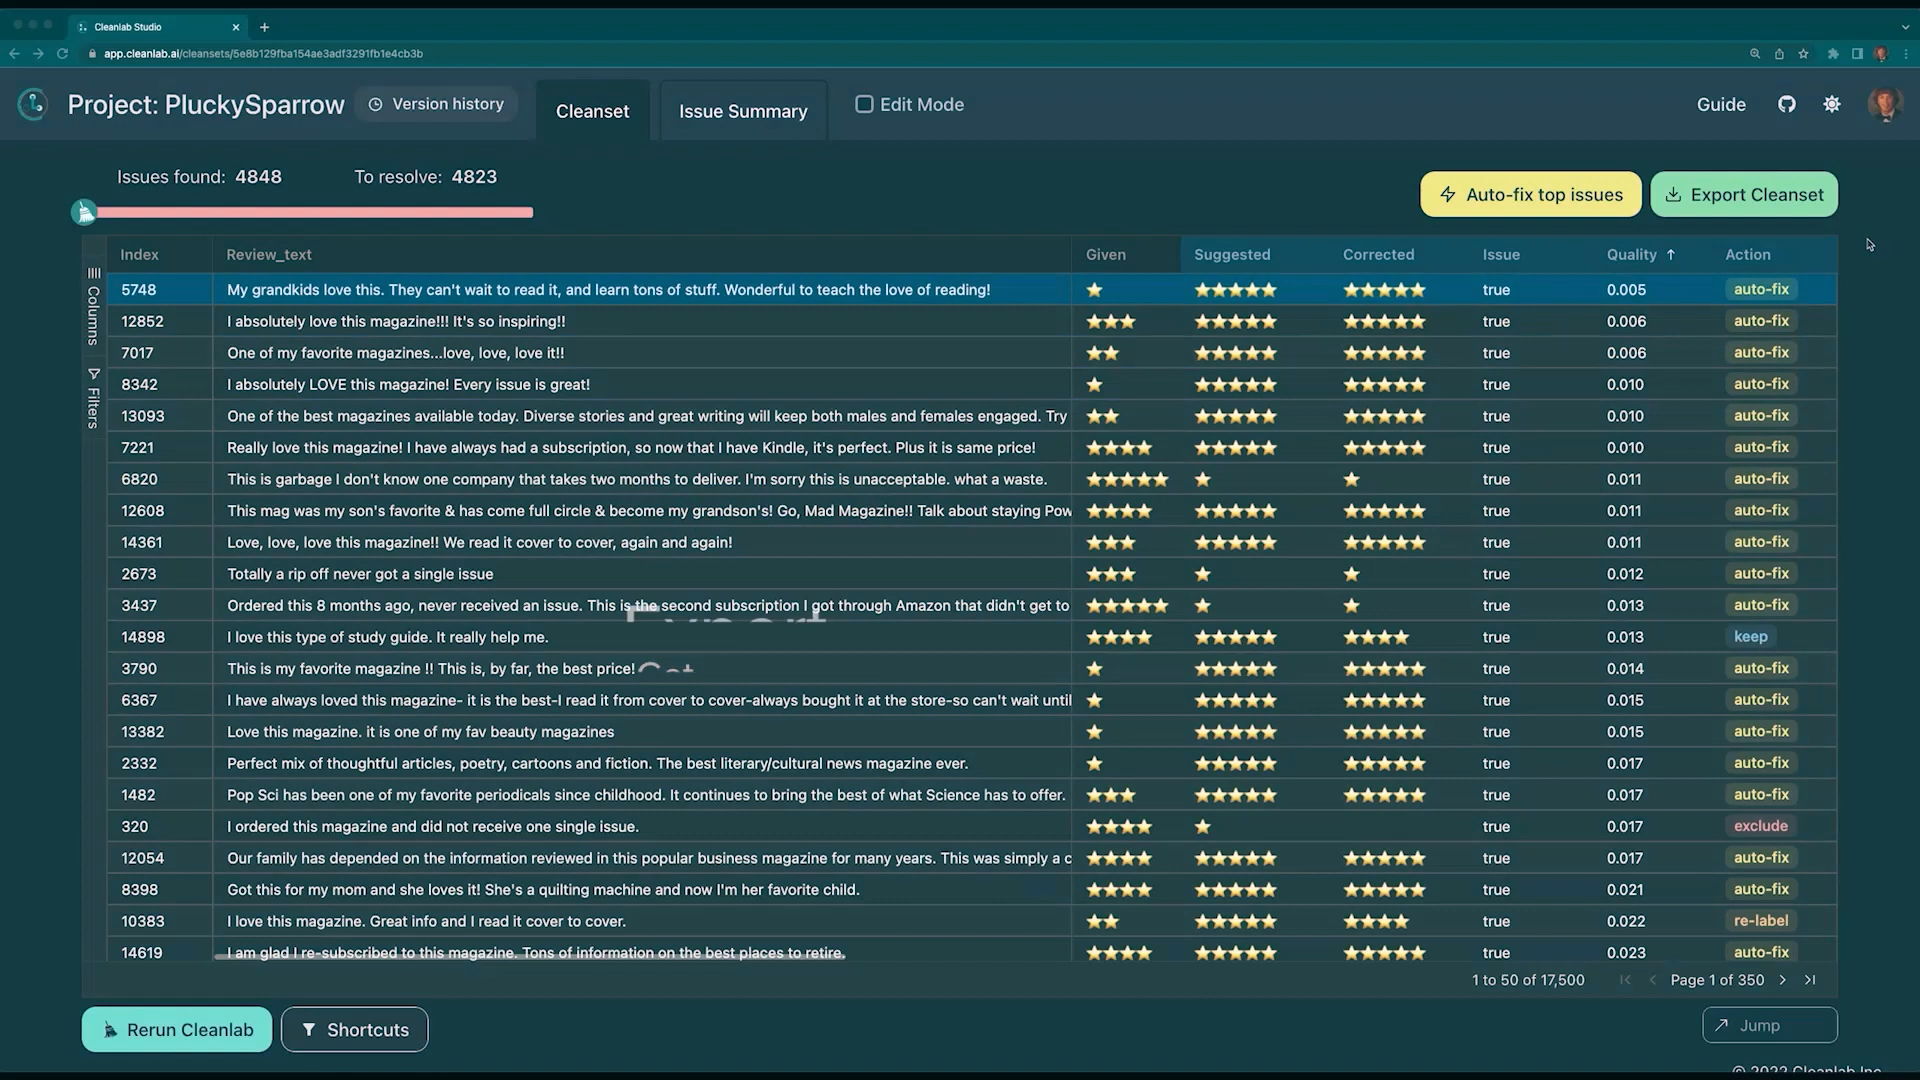 Cleanlab Studio
app.cleanlab.ai/cleansets/5e8b129fba154ae3adf3291fb1e4cb3b
Project: PluckySparrow Version history Cleanset Issue Summary Edit Mode Guide
Issues found: 4848 To resolve: 4823
Auto-fix top issues Export Cleanset
Columns
Filters
Index Review_text Given Suggested Corrected Issue Quality Action
5748 My grandkids love this. They can't wait to read it, and learn tons of stuff. Wonderful to teach the love of reading! true 0.005 auto-fix
12852 I absolutely love this magazine!!! It's so inspiring!! true 0.006 auto-fix
7017 One of my favorite magazines...love, love, love it!! true 0.006 auto-fix
8342 I absolutely LOVE this magazine! Every issue is great! true 0.010 auto-fix
13093 One of the best magazines available today. Diverse stories and great writing will keep both males and females engaged. Try true 0.010 auto-fix
7221 Really love this magazine! I have always had a subscription, so now that I have Kindle, it's perfect. Plus it is same price! true 0.010 auto-fix
6820 This is garbage I don't know one company that takes two months to deliver. I'm sorry this is unacceptable. what a waste. true 0.011 auto-fix
12608 This mag was my son's favorite & has come full circle & become my grandson's! Go, Mad Magazine!! Talk about staying Pow true 0.011 auto-fix
14361 Love, love, love this magazine!! We read it cover to cover, again and again! true 0.011 auto-fix
2673 Totally a rip off never got a single issue true 0.012 auto-fix
3437 Ordered this 8 months ago, never received an issue. This is the second subscription I got through Amazon that didn't get to true 0.013 auto-fix
14898 I love this type of study guide. It really help me. true 0.013 keep
3790 This is my favorite magazine !! This is, by far, the best price! true 0.014 auto-fix
6367 I have always loved this magazine- it is the best-I read it from cover to cover-always bought it at the store-so can't wait until true 0.015 auto-fix
13382 Love this magazine. it is one of my fav beauty magazines true 0.015 auto-fix
2332 Perfect mix of thoughtful articles, poetry, cartoons and fiction. The best literary/cultural news magazine ever. true 0.017 auto-fix
1482 Pop Sci has been one of my favorite periodicals since childhood. It continues to bring the best of what Science has to offer. true 0.017 auto-fix
320 I ordered this magazine and did not receive one single issue. true 0.017 exclude
12054 Our family has depended on the information reviewed in this popular business magazine for many years. This was simply a c true 0.017 auto-fix
8398 Got this for my mom and she loves it! She's a quilting machine and now I'm her favorite child. true 0.021 auto-fix
10383 I love this magazine. Great info and I read it cover to cover. true 0.022 re-label
14619 I am glad I re-subscribed to this magazine. Tons of information on the best places to retire. true 0.023 auto-fix
1 to 50 of 17,500 Page 1 of 350
Rerun Cleanlab Shortcuts Jump
© 2022 Cleanlab Inc